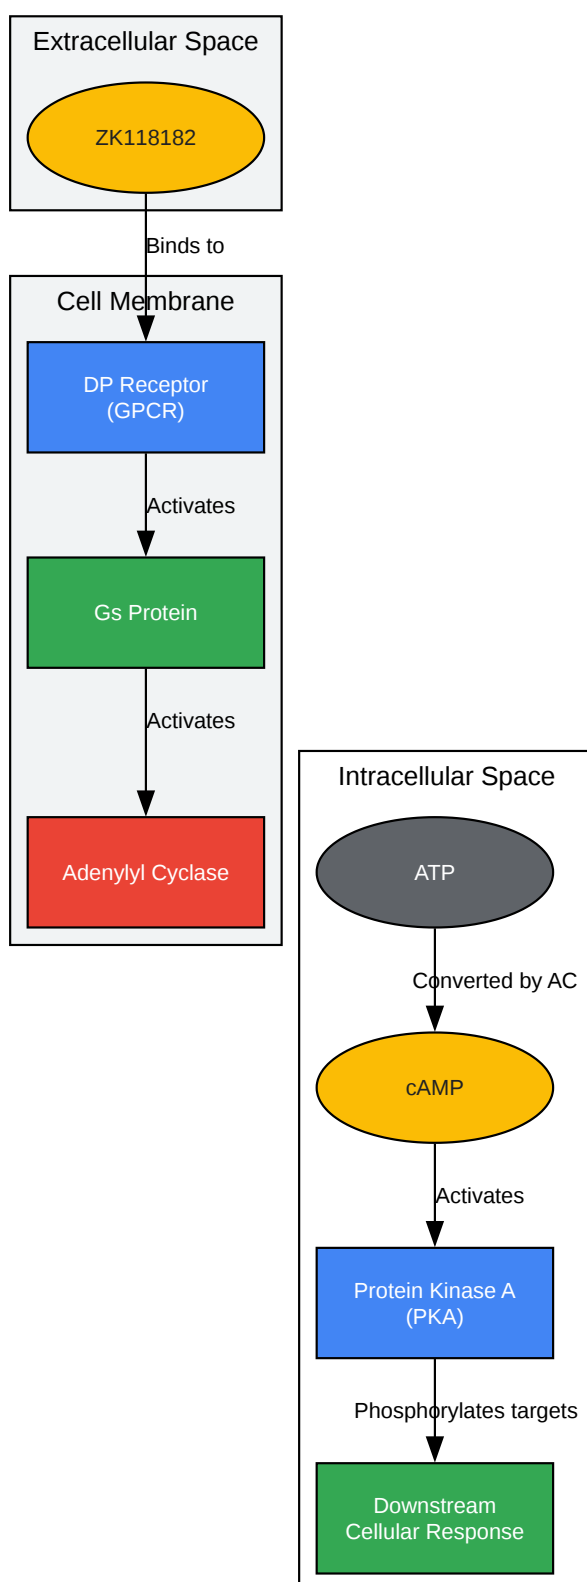 Extracellular Space
ZK118182
Binds to
Cell Membrane
DP Receptor
(GPCR)
Activates
Gs Protein
Activates
Adenylyl Cyclase
Intracellular Space
ATP
Converted by AC
cAMP
Activates
Protein Kinase A
(PKA)
Phosphorylates targets
Downstream
Cellular Response